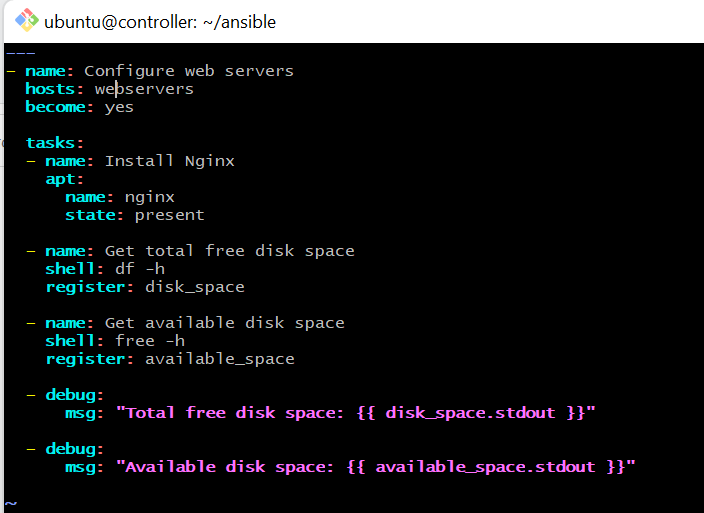 ubuntu@controller: ~/ansible
---
- name: Configure web servers
  hosts: webservers
  become: yes

  tasks:
  - name: Install Nginx
    apt:
      name: nginx
      state: present

  - name: Get total free disk space
    shell: df -h
    register: disk_space

  - name: Get available disk space
    shell: free -h
    register: available_space

  - debug:
      msg: "Total free disk space: {{ disk_space.stdout }}"

  - debug:
      msg: "Available disk space: {{ available_space.stdout }}"

~